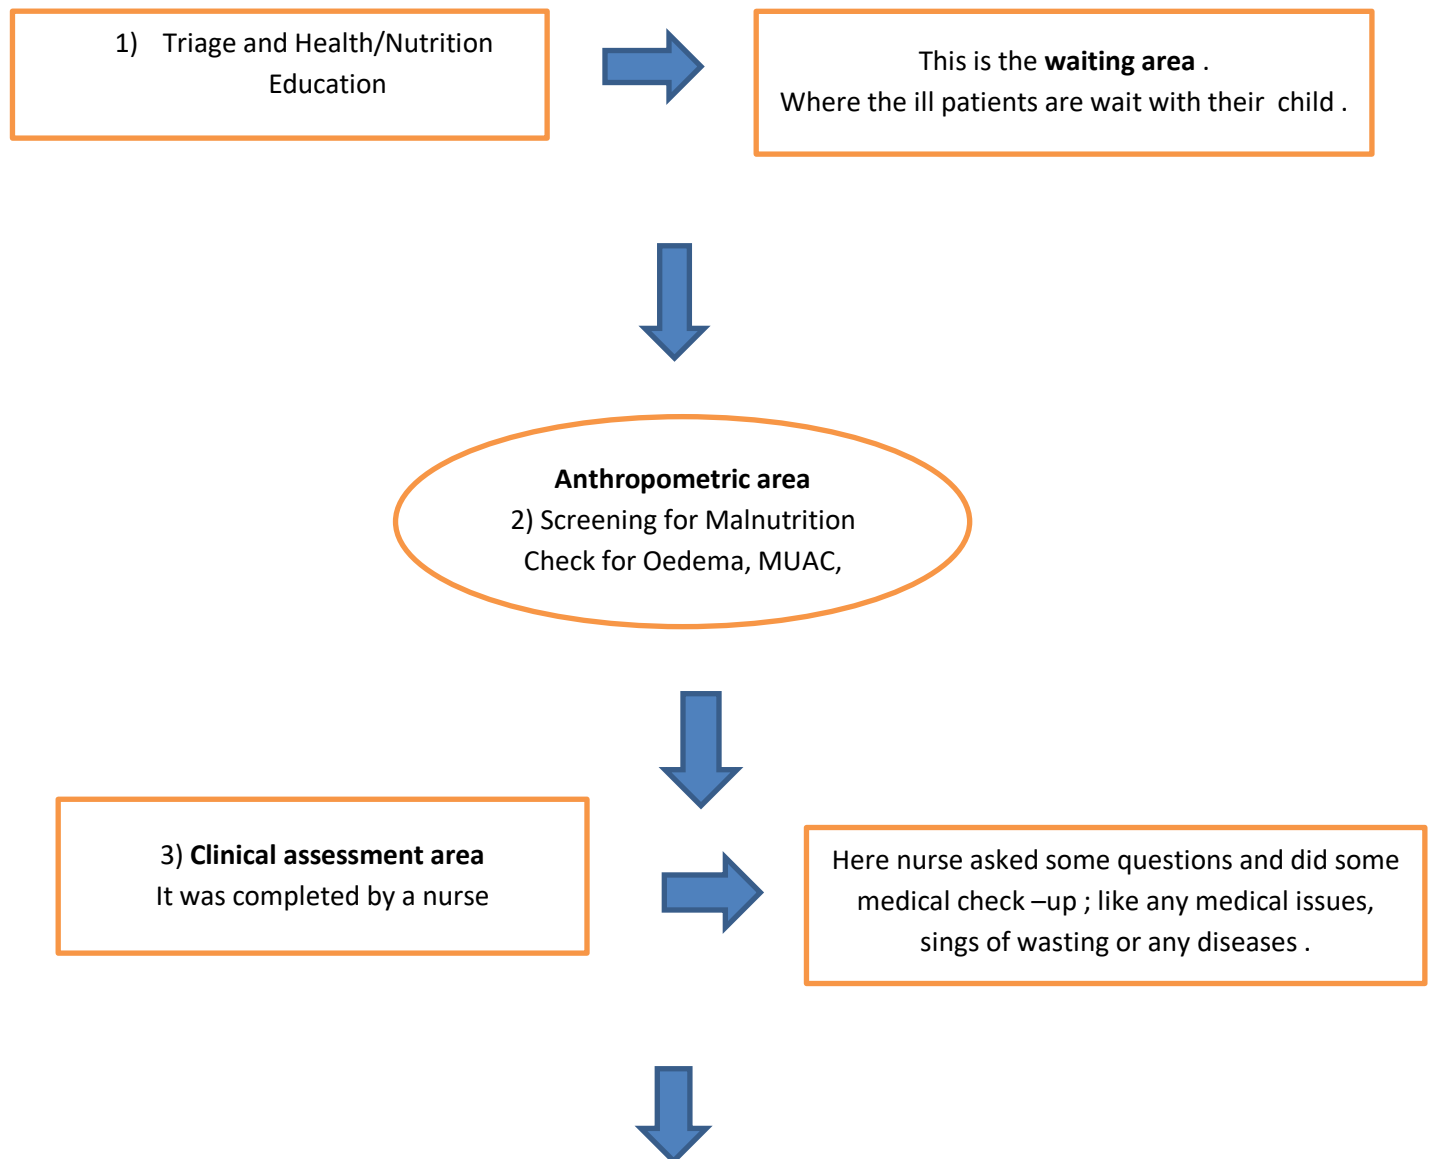 1) Triage and Health/Nutrition
Education
This is the waiting area .
Where the ill patients are wait with their child .
Anthropometric area
2) Screening for Malnutrition
Check for Oedema, MUAC,
3) Clinical assessment area
It was completed by a nurse
Here nurse asked some questions and did some
medical check –up ; like any medical issues,
sings of wasting or any diseases .